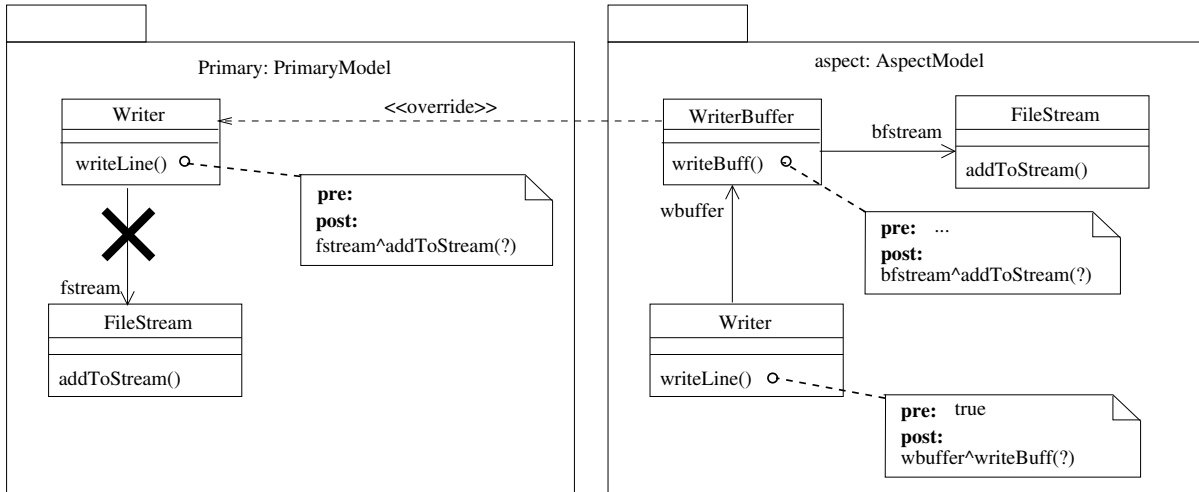 Primary: PrimaryModel
Writer
writeLine()
pre:
post:
fstream^addToStream(?)
fstream
FileStream
addToStream()
<<override>>
aspect: AspectModel
WriterBuffer
writeBuff()
bfstream
FileStream
addToStream()
pre: ...
post:
bfstream^addToStream(?)
wbuffer
Writer
writeLine()
pre: true
post:
wbuffer^writeBuff(?)